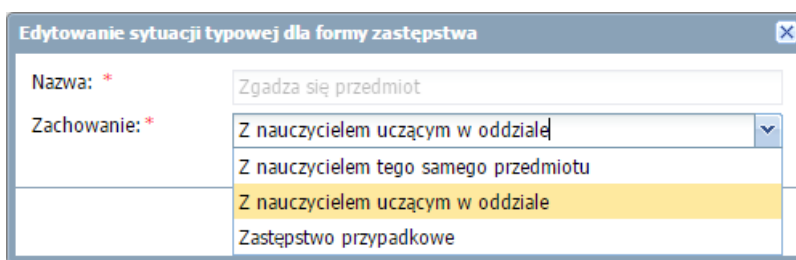 Edytowanie sytuacji typowej dla formy zastępstwa
Nazwa: * Zgadza się przedmiot
Zachowanie: * Z nauczycielem uczącym w oddziale
Z nauczycielem tego samego przedmiotu
Z nauczycielem uczącym w oddziale
Zastępstwo przypadkowe